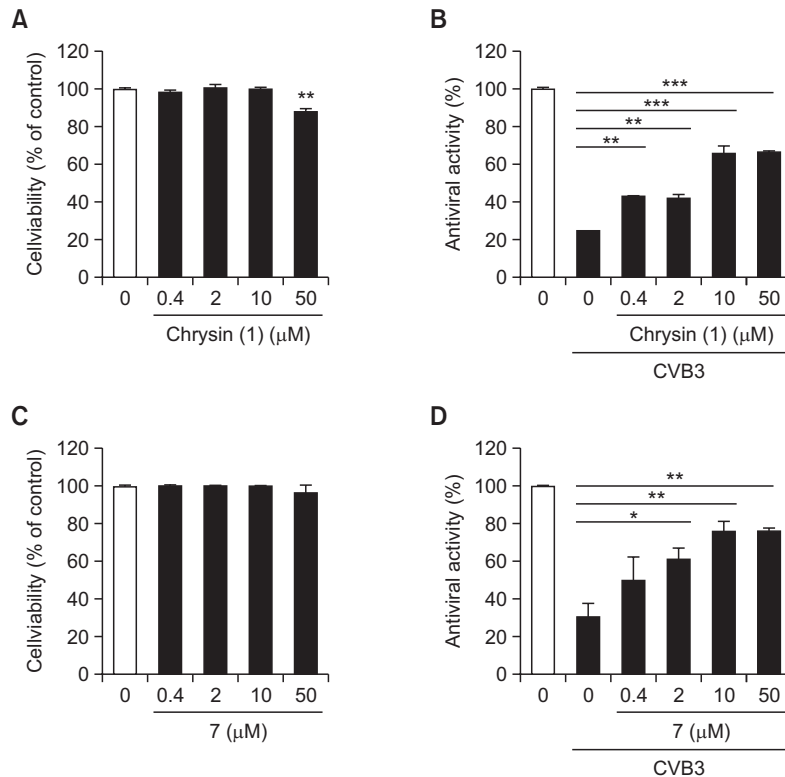 A
Cellviability (% of control)
120
100
80
60
40
20
0
**
0 0.4 2 10 50
Chrysin (1) (μM)
B
Antiviral activity (%)
120
100
80
60
40
20
0
***
***
**
**
0 0 0.4 2 10 50
Chrysin (1) (μM)
CVB3
C
Cellviability (% of control)
120
100
80
60
40
20
0
0 0.4 2 10 50
7 (μM)
D
Antiviral activity (%)
120
100
80
60
40
20
0
**
**
*
0 0 0.4 2 10 50
7 (μM)
CVB3